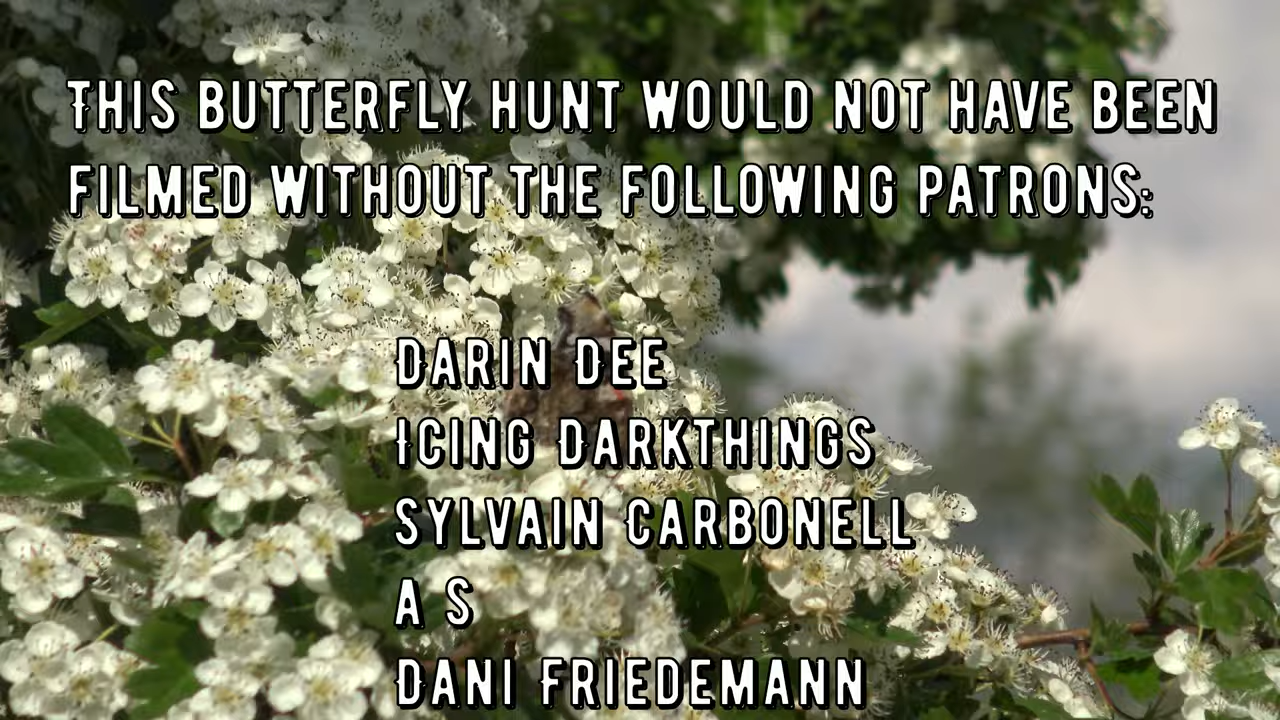 This butterfly hunt would not have been
filmed without the following patrons:
Darin Dee
Icing Darkthings
Sylvain Carbonell
A S
Dani Friedemann